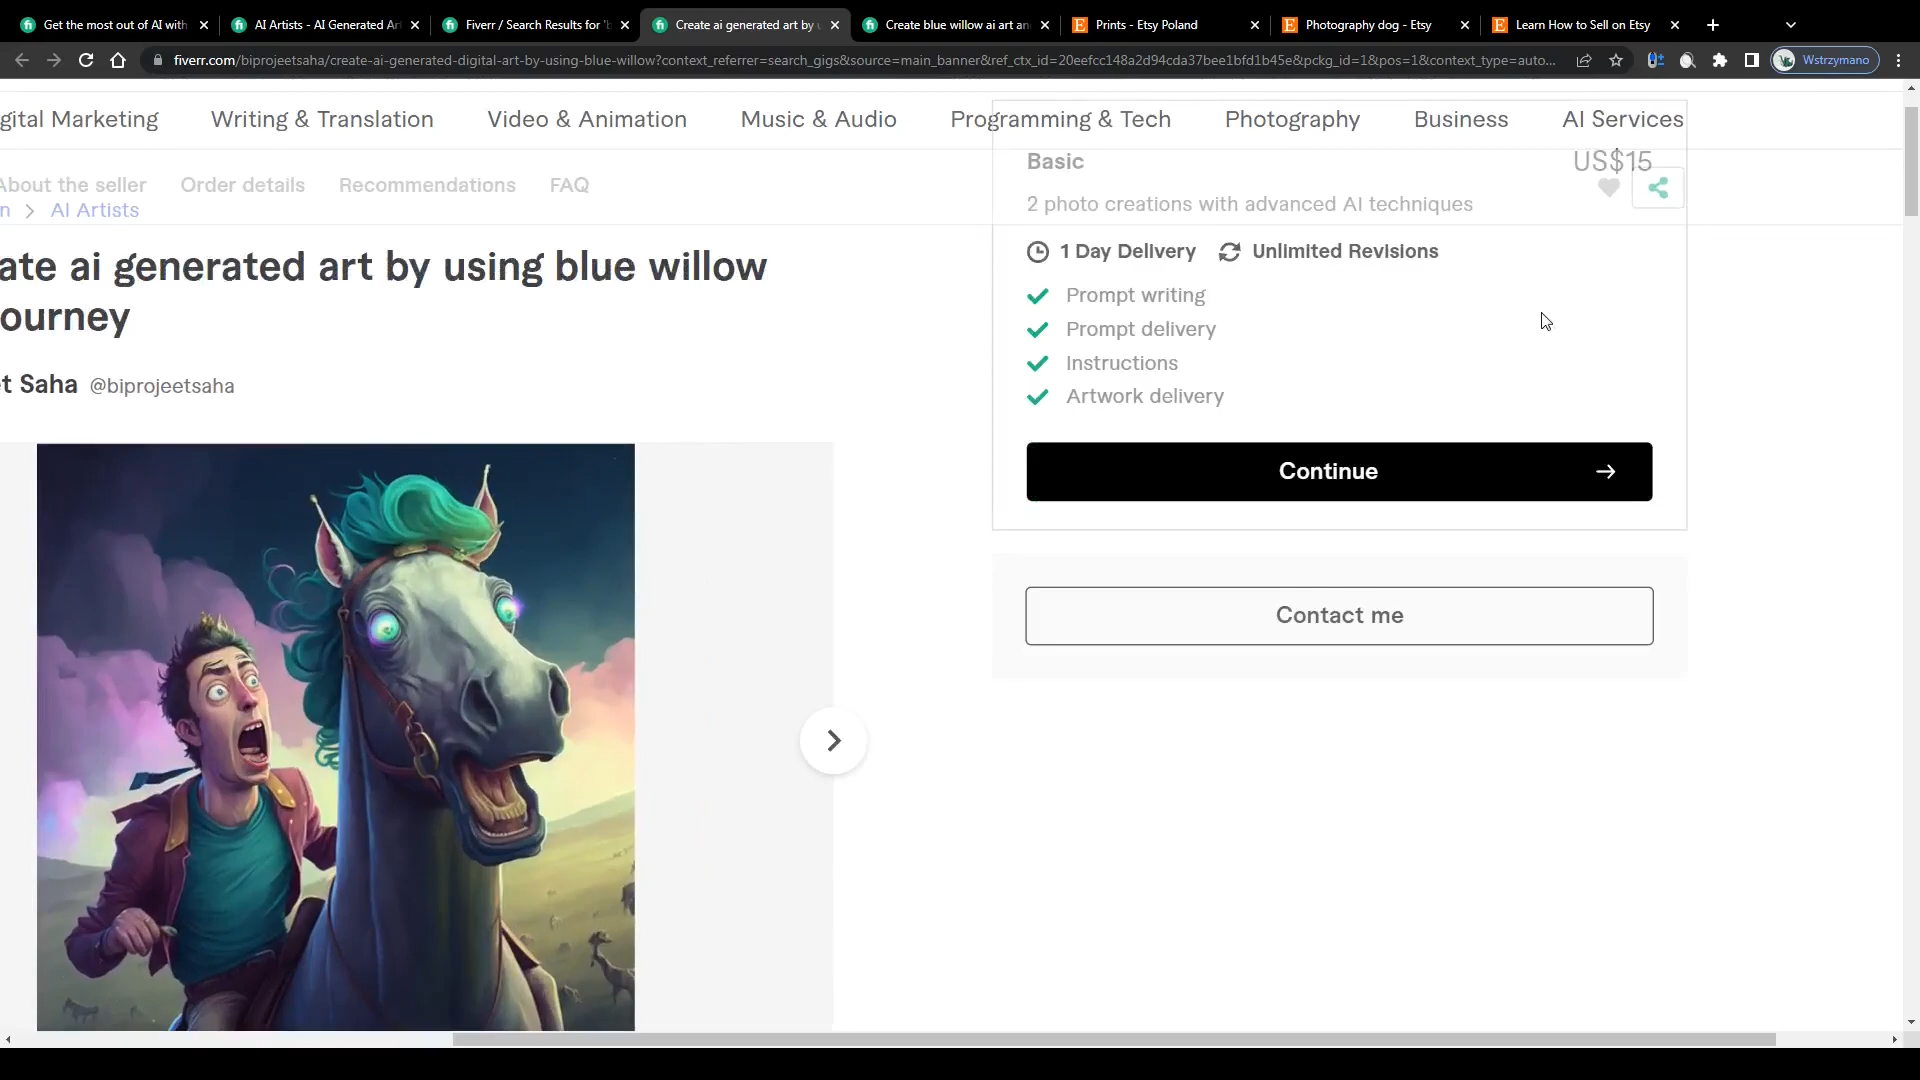 Get the most out of AI with
AI Artists - AI Generated Ar
Fiverr / Search Results for 'b
Create ai generated art by u
Create blue willow ai art an
Prints - Etsy Poland
Photography dog - Etsy
Learn How to Sell on Etsy
fiverr.com/biprojeetsaha/create-ai-generated-digital-art-by-using-blue-willow?context_referrer=search_gigs&source=main_banner&ref_ctx_id=20eefcc148a2d94cda37bee1bfd1b45e&pckg_id=1&pos=1&context_type=auto...
Wstrzymano
gital Marketing
Writing & Translation
Video & Animation
Music & Audio
Programming & Tech
Photography
Business
AI Services
About the seller
Order details
Recommendations
FAQ
n > AI Artists
ate ai generated art by using blue willow
ourney
et Saha @biprojeetsaha
Basic
US$15
2 photo creations with advanced AI techniques
1 Day Delivery
Unlimited Revisions
Prompt writing
Prompt delivery
Instructions
Artwork delivery
Continue
Contact me